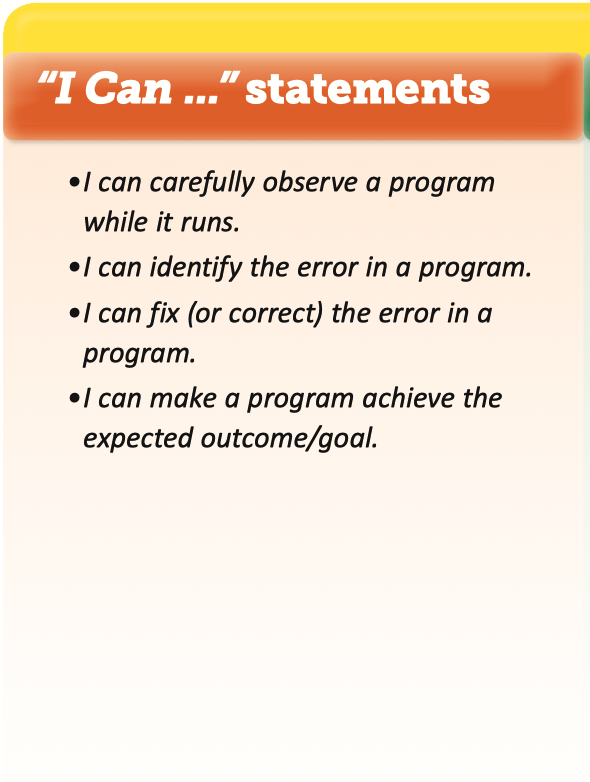 “I Can ...” statements
•I can carefully observe a program
while it runs.
•I can identify the error in a program.
•I can fix (or correct) the error in a
program.
•I can make a program achieve the
expected outcome/goal.